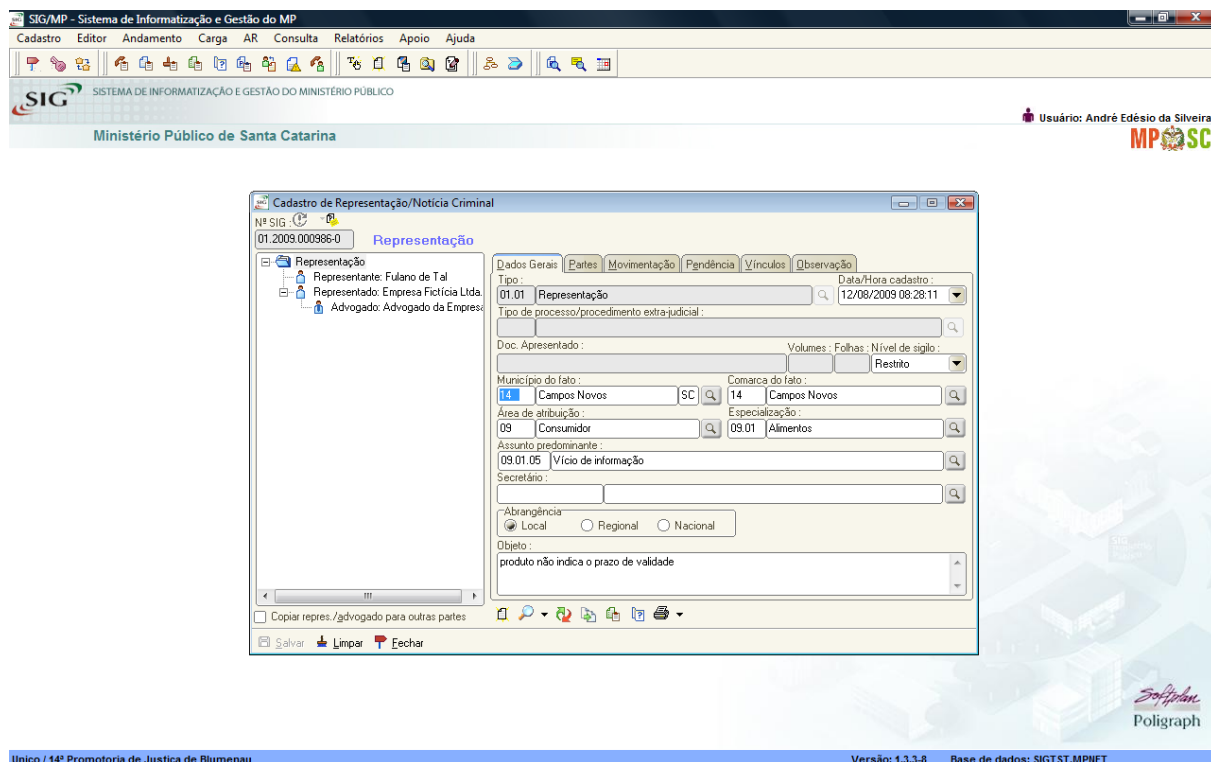 SIG/MP - Sistema de Informatização e Gestão do MP
Cadastro Editor Andamento Carga AR Consulta Relatórios Apoio Ajuda
SIG SISTEMA DE INFORMATIZAÇÃO E GESTÃO DO MINISTÉRIO PÚBLICO
Usuário: André Edésio da Silveira
Ministério Público de Santa Catarina
MP SC
Cadastro de Representação/Notícia Criminal
Nº SIG :
01.2009.000986-0 Representação
Representação
Representante: Fulano de Tal
Representado: Empresa Fictícia Ltda.
Advogado: Advogado da Empresa
Dados Gerais Partes Movimentação Pendência Vínculos Observação
Tipo : Data/Hora cadastro :
01.01 Representação 12/08/2009 08:28:11
Tipo de processo/procedimento extra-judicial :
Doc. Apresentado : Volumes : Folhas : Nível de sigilo :
Restrito
Município do fato : Comarca do fato :
14 Campos Novos SC 14 Campos Novos
Área de atribuição : Especialização :
09 Consumidor 09.01 Alimentos
Assunto predominante :
09.01.05 Vício de informação
Secretário :
Abrangência
Local Regional Nacional
Objeto :
produto não indica o prazo de validade
Copiar repres./advogado para outras partes
Salvar Limpar Fechar
Softplan
Poligraph
Unico / 14ª Promotoria de Justiça de Blumenau Versão: 1.3.3-8 Base de dados: SIGTST.MPNET